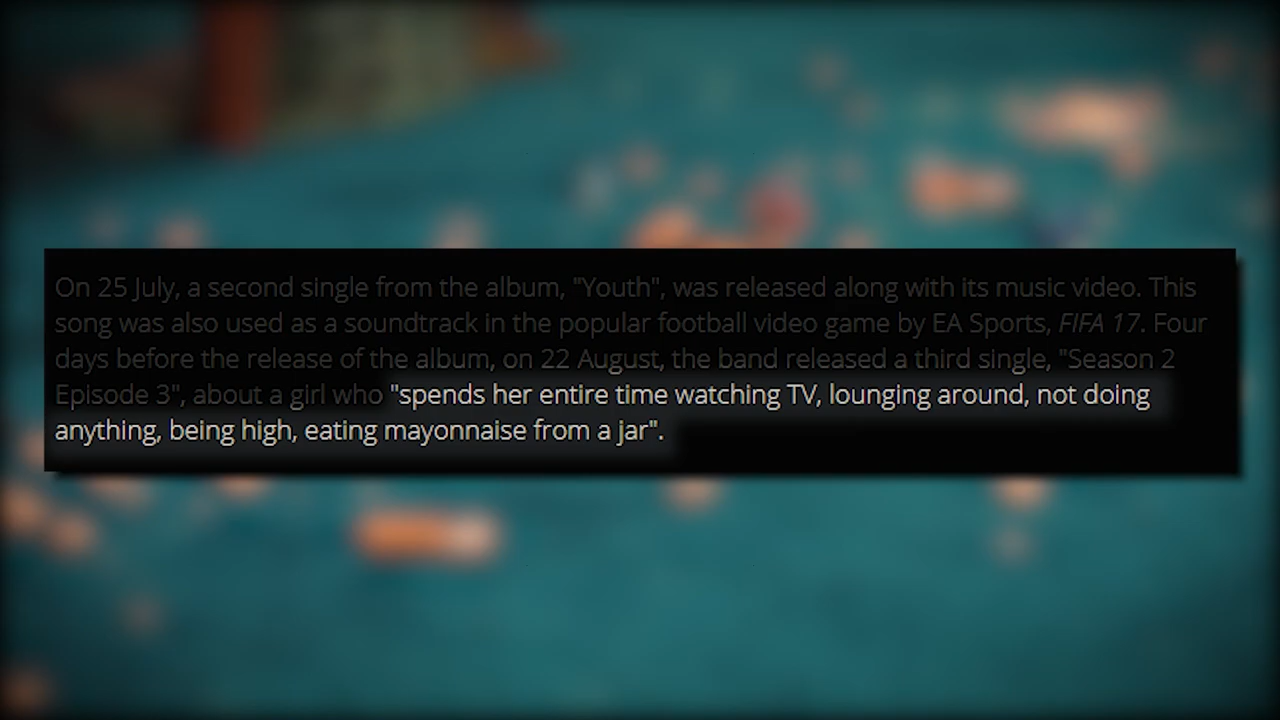 On 25 July, a second single from the album, "Youth", was released along with its music video. This
song was also used as a soundtrack in the popular football video game by EA Sports, FIFA 17. Four
days before the release of the album, on 22 August, the band released a third single, "Season 2
Episode 3", about a girl who "spends her entire time watching TV, lounging around, not doing
anything, being high, eating mayonnaise from a jar".